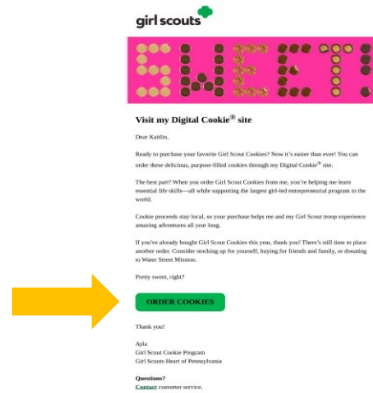 girl scouts
SWEET!
Visit my Digital Cookie® site
Dear Kaitlin,
Ready to purchase your favorite Girl Scout Cookies? Now it's easier than ever! You can
order these delicious, purpose-filled cookies through my Digital Cookie® site.
The best part? When you order Girl Scout Cookies from me, you're helping me learn
essential life skills—all while supporting the largest girl-led entrepreneurial program in the
world.
Cookie proceeds stay local, so your purchase helps me and my Girl Scout troop experience
amazing adventures all year long.
If you've already bought Girl Scout Cookies this year, thank you! There's still time to place
another order. Consider stocking up for yourself, buying for friends and family, or donating
to Water Street Mission.
Pretty sweet, right?
ORDER COOKIES
Thank you!
Ayla
Girl Scout Cookie Program
Girl Scouts Heart of Pennsylvania
Questions?
Contact customer service.